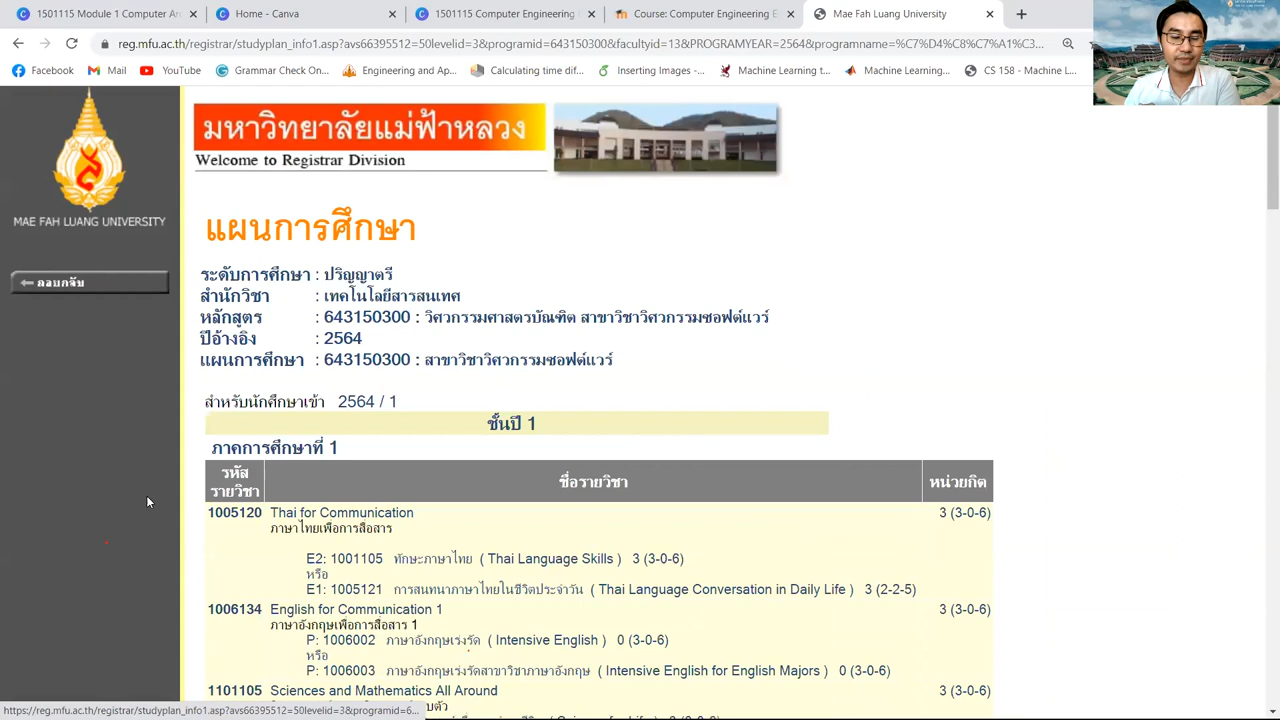 1501115 Module 1 Computer Ar
Home - Canva
1501115 Computer Engineering
Course: Computer Engineering E
Mae Fah Luang University
reg.mfu.ac.th/registrar/studyplan_info1.asp?avs66395512=50levelid=3&programid=643150300&facultyid=13&PROGRAMYEAR=2564&programname=
Facebook
Mail
YouTube
Grammar Check On...
Engineering and Ap...
Calculating time dif...
Inserting Images -...
Machine Learning t...
Machine Learning...
CS 158 - Machine L...
มหาวิทยาลัยแม่ฟ้าหลวง
Welcome to Registrar Division
MAE FAH LUANG UNIVERSITY
ถอยกลับ
แผนการศึกษา
ระดับการศึกษา : ปริญญาตรี
สำนักวิชา : เทคโนโลยีสารสนเทศ
หลักสูตร : 643150300 : วิศวกรรมศาสตรบัณฑิต สาขาวิชาวิศวกรรมซอฟต์แวร์
ปีอ้างอิง : 2564
แผนการศึกษา : 643150300 : สาขาวิชาวิศวกรรมซอฟต์แวร์
สำหรับนักศึกษาเข้า 2564 / 1
ชั้นปี 1
ภาคการศึกษาที่ 1
รหัส
รายวิชา
ชื่อรายวิชา
หน่วยกิต
1005120 Thai for Communication 3 (3-0-6)
ภาษาไทยเพื่อการสื่อสาร
E2: 1001105 ทักษะภาษาไทย ( Thai Language Skills ) 3 (3-0-6)
หรือ
E1: 1005121 การสนทนาภาษาไทยในชีวิตประจำวัน ( Thai Language Conversation in Daily Life ) 3 (2-2-5)
1006134 English for Communication 1 3 (3-0-6)
ภาษาอังกฤษเพื่อการสื่อสาร 1
P: 1006002 ภาษาอังกฤษเร่งรัด ( Intensive English ) 0 (3-0-6)
หรือ
P: 1006003 ภาษาอังกฤษเร่งรัดสาขาวิชาภาษาอังกฤษ ( Intensive English for English Majors ) 0 (3-0-6)
1101105 Sciences and Mathematics All Around 3 (3-0-6)
https://reg.mfu.ac.th/registrar/studyplan_info1.asp?avs66395512=50levelid=3&programid=6...